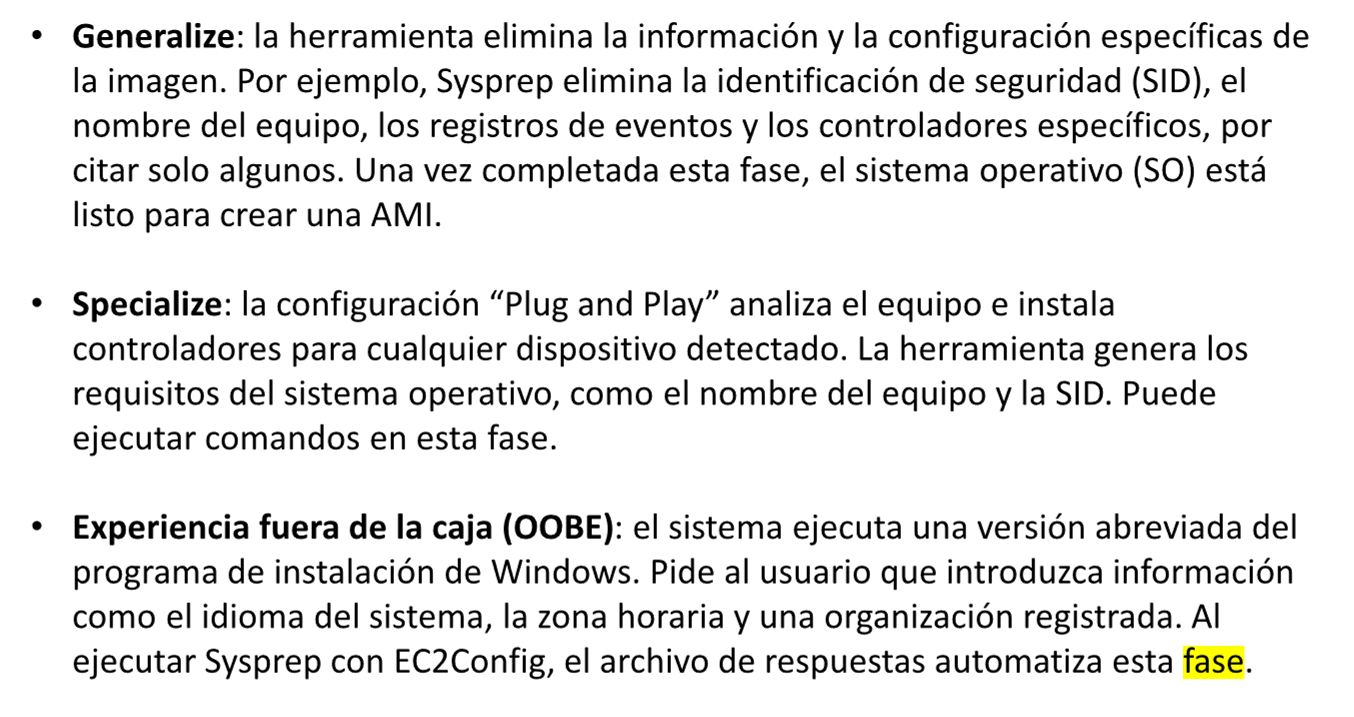 • Generalize: la herramienta elimina la información y la configuración específicas de
la imagen. Por ejemplo, Sysprep elimina la identificación de seguridad (SID), el
nombre del equipo, los registros de eventos y los controladores específicos, por
citar solo algunos. Una vez completada esta fase, el sistema operativo (SO) está
listo para crear una AMI.
• Specialize: la configuración “Plug and Play” analiza el equipo e instala
controladores para cualquier dispositivo detectado. La herramienta genera los
requisitos del sistema operativo, como el nombre del equipo y la SID. Puede
ejecutar comandos en esta fase.
• Experiencia fuera de la caja (OOBE): el sistema ejecuta una versión abreviada del
programa de instalación de Windows. Pide al usuario que introduzca información
como el idioma del sistema, la zona horaria y una organización registrada. Al
ejecutar Sysprep con EC2Config, el archivo de respuestas automatiza esta fase.